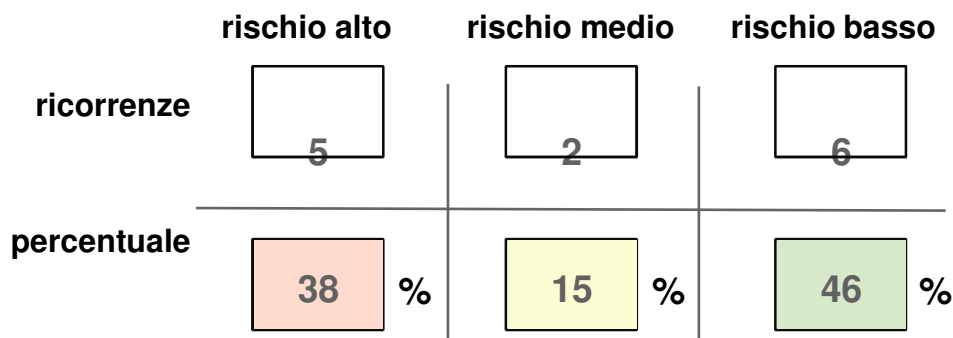 rischio alto rischio medio rischio basso
ricorrenze
5 2 6
percentuale
38 % 15 % 46 %